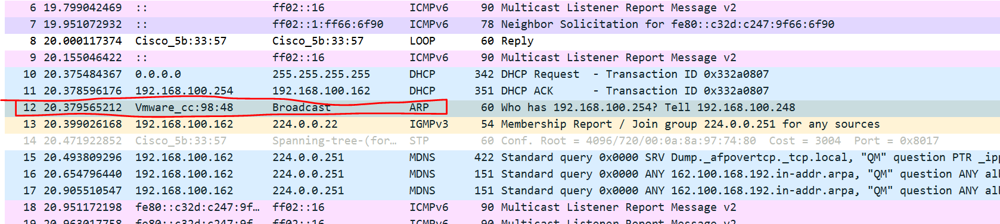 6 19.799042469 :: ff02::16 ICMPv6 90 Multicast Listener Report Message v2
7 19.951072932 :: ff02::1:ff66:6f90 ICMPv6 78 Neighbor Solicitation for fe80::c32d:c247:9f66:6f90
8 20.000117374 Cisco_5b:33:57 Cisco_5b:33:57 LOOP 60 Reply
9 20.155046422 :: ff02::16 ICMPv6 90 Multicast Listener Report Message v2
10 20.375484367 0.0.0.0 255.255.255.255 DHCP 342 DHCP Request - Transaction ID 0x332a0807
11 20.378596176 192.168.100.254 192.168.100.162 DHCP 351 DHCP ACK - Transaction ID 0x332a0807
12 20.379565212 Vmware_cc:98:48 Broadcast ARP 60 Who has 192.168.100.254? Tell 192.168.100.248
13 20.399026168 192.168.100.162 224.0.0.22 IGMPv3 54 Membership Report / Join group 224.0.0.251 for any sources
14 20.471922852 Cisco_5b:33:57 Spanning-tree-(for… STP 60 Conf. Root = 4096/720/00:0a:8a:97:74:80 Cost = 3004 Port = 0x8017
15 20.493809296 192.168.100.162 224.0.0.251 MDNS 422 Standard query 0x0000 SRV Dump._afpovertcp._tcp.local, "QM" question PTR _ipp
16 20.654796440 192.168.100.162 224.0.0.251 MDNS 151 Standard query 0x0000 ANY 162.100.168.192.in-addr.arpa, "QM" question ANY al
17 20.905510547 192.168.100.162 224.0.0.251 MDNS 151 Standard query 0x0000 ANY 162.100.168.192.in-addr.arpa, "QM" question ANY al
18 20.951172198 fe80::c32d:c247:9f… ff02::16 ICMPv6 90 Multicast Listener Report Message v2
19 20.963017758 fe80::c32d:c247:9f… ff02::16 ICMPv6 90 Multicast Listener Report Message v2